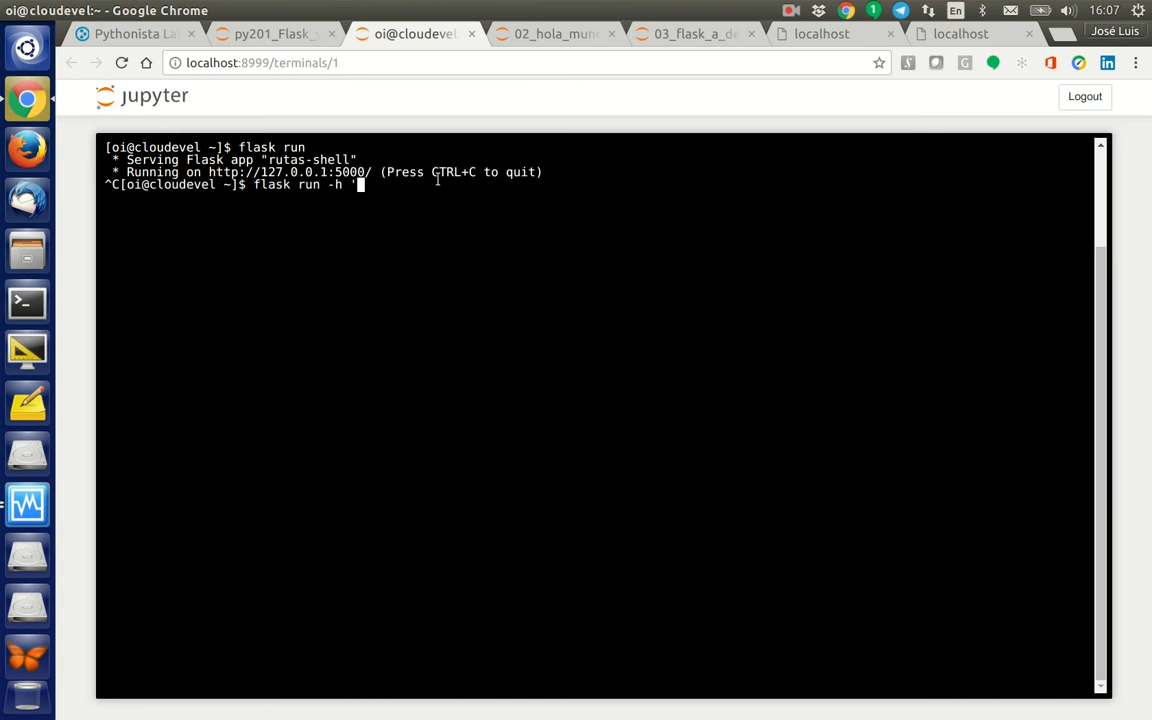 oi@cloudevel:~ - Google Chrome
En
16:07
Pythonista La
py201_Flask_
oi@cloudevel
02_hola_mun
03_flask_a_de
localhost
localhost
José Luis
localhost:8999/terminals/1
jupyter
Logout
[oi@cloudevel ~]$ flask run
* Serving Flask app "rutas-shell"
* Running on http://127.0.0.1:5000/ (Press CTRL+C to quit)
^C[oi@cloudevel ~]$ flask run -h '